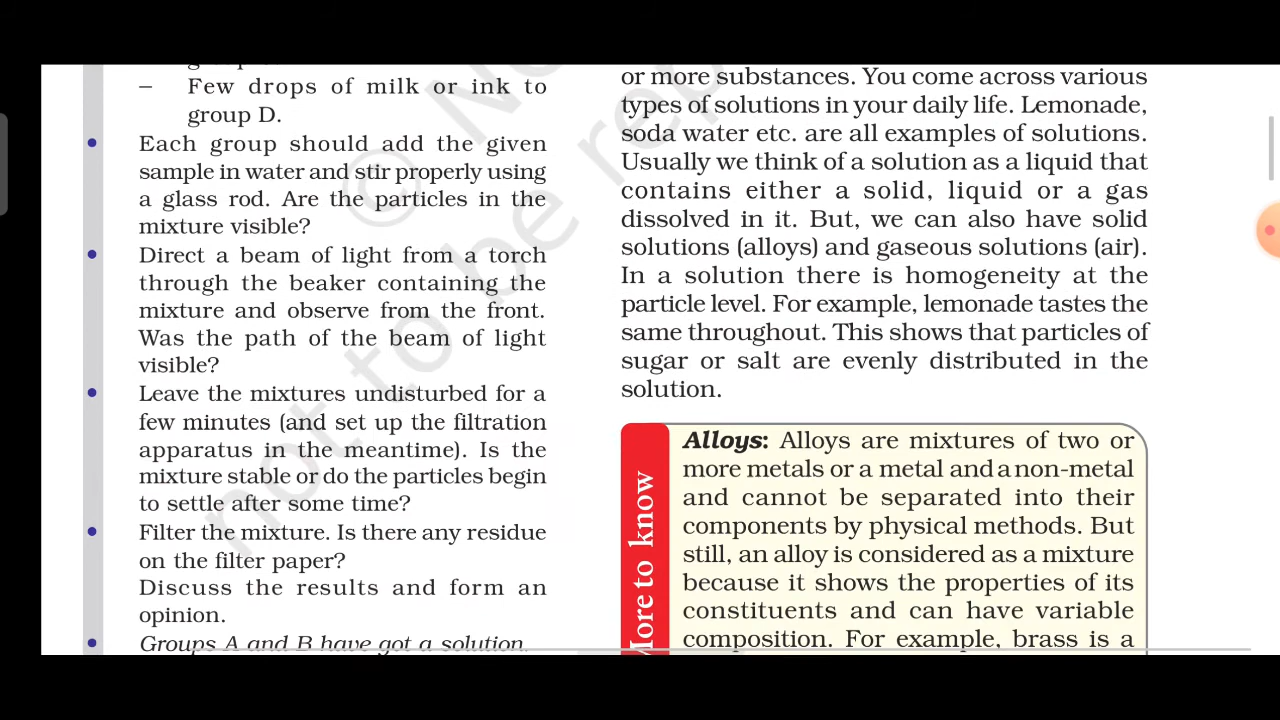 – Few drops of milk or ink to
group D.
• Each group should add the given
sample in water and stir properly using
a glass rod. Are the particles in the
mixture visible?
• Direct a beam of light from a torch
through the beaker containing the
mixture and observe from the front.
Was the path of the beam of light
visible?
• Leave the mixtures undisturbed for a
few minutes (and set up the filtration
apparatus in the meantime). Is the
mixture stable or do the particles begin
to settle after some time?
• Filter the mixture. Is there any residue
on the filter paper?
Discuss the results and form an
opinion.
• Groups A and B have got a solution.
or more substances. You come across various
types of solutions in your daily life. Lemonade,
soda water etc. are all examples of solutions.
Usually we think of a solution as a liquid that
contains either a solid, liquid or a gas
dissolved in it. But, we can also have solid
solutions (alloys) and gaseous solutions (air).
In a solution there is homogeneity at the
particle level. For example, lemonade tastes the
same throughout. This shows that particles of
sugar or salt are evenly distributed in the
solution.
More to know
Alloys: Alloys are mixtures of two or
more metals or a metal and a non-metal
and cannot be separated into their
components by physical methods. But
still, an alloy is considered as a mixture
because it shows the properties of its
constituents and can have variable
composition. For example, brass is a
© N
not to be rep